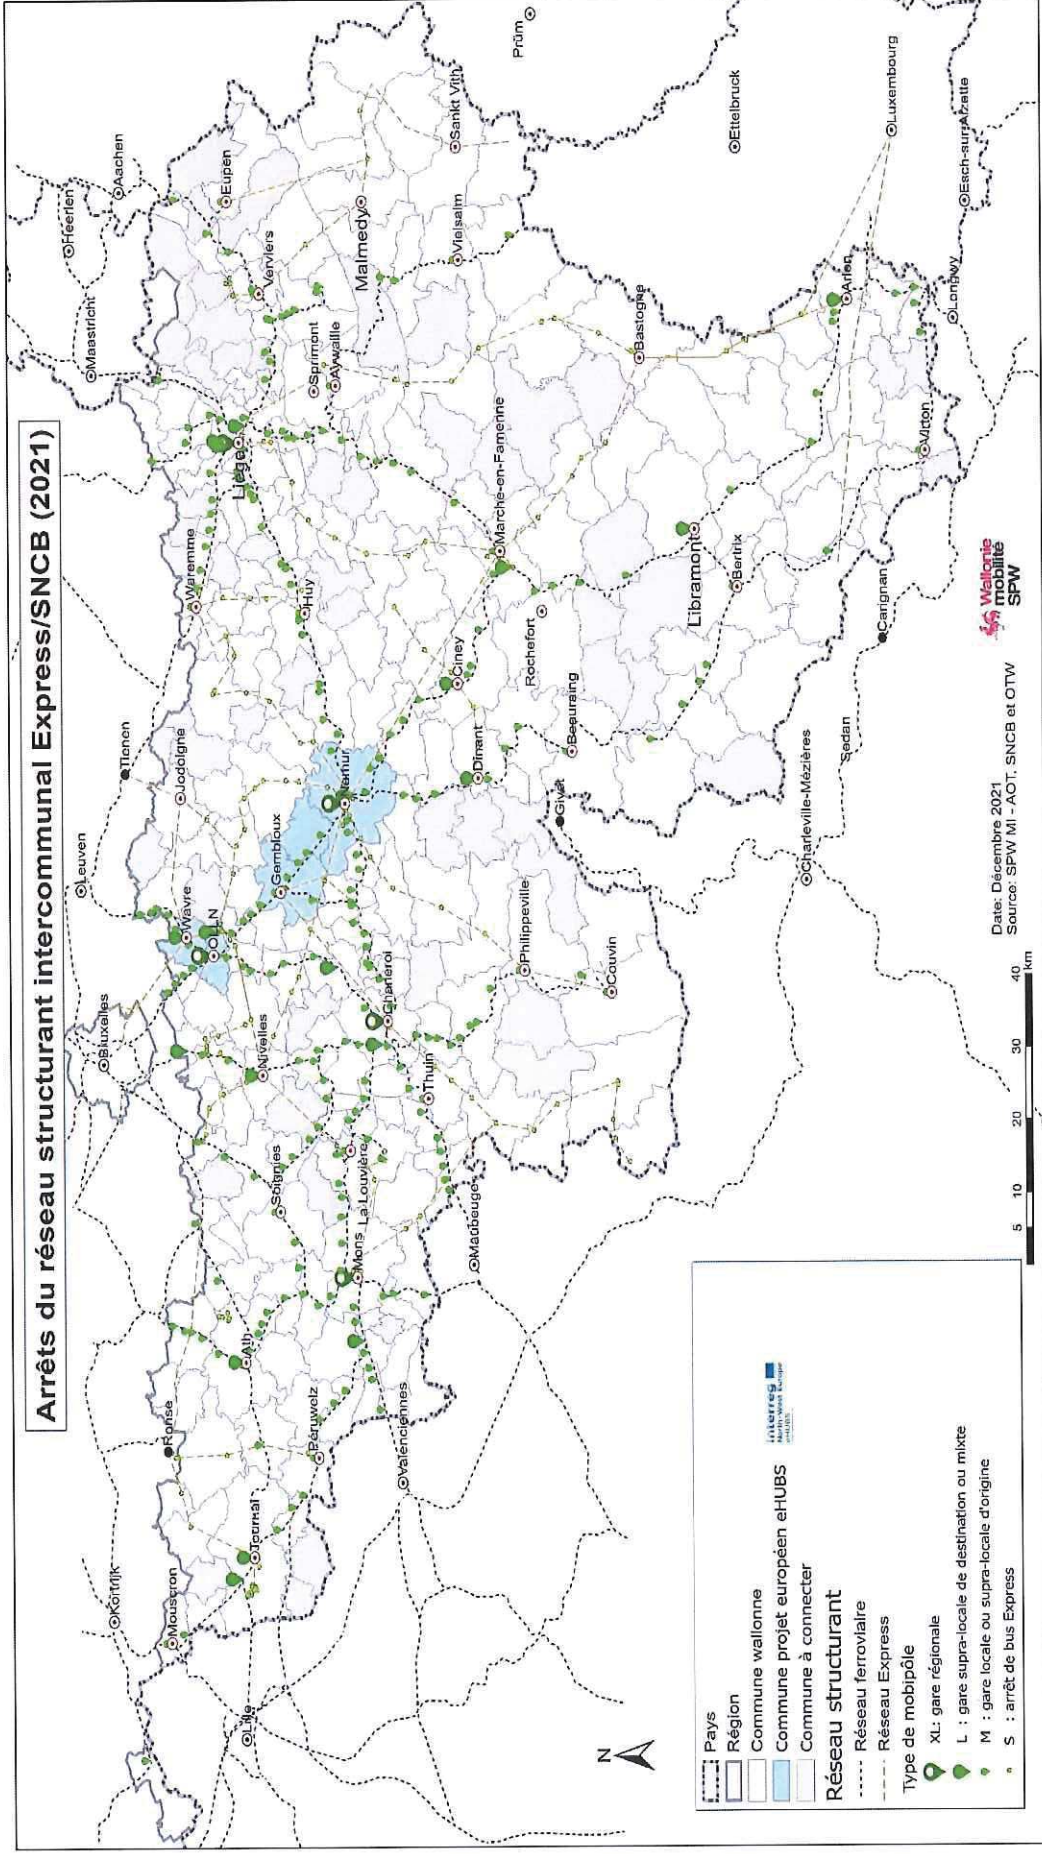 Arrêts du réseau structurant intercommunal Express/SNCB (2021)
Heerlen
Aachen
Maastricht
Eupen
Verviers
Malmedy
Sankt Vith
Prüm
Vielsalm
Sprimont
Aywaille
Liège
Waremme
Huy
Marche-en-Famenne
Bastogne
Ettelbruck
Luxembourg
Esch-sur-Alzette
Arlon
Longwy
Virton
Libramont
Bertrix
Carignan
Sedan
Charleville-Mézières
Rochefort
Ciney
Beauraing
Dinant
Givet
Namur
Gembloux
Jodoigne
Tienen
Leuven
Wavre
OLLN
Bruxelles
Nivelles
Charleroi
Philippeville
Couvin
Thuin
Soignies
La Louvière
Mons
Maubeuge
Ath
Ronse
Péruwelz
Valenciennes
Tournai
Mouscron
Kortrijk
Lille
N
Pays
Région
Commune wallonne
Commune projet européen eHUBS
Interreg
North-West Europe
eHUBS
Commune à connecter
Réseau structurant
Réseau ferroviaire
Réseau Express
Type de mobipôle
XL: gare régionale
L : gare supra-locale de destination ou mixte
M : gare locale ou supra-locale d'origine
S : arrêt de bus Express
5 10 20 30 40
km
Date: Décembre 2021
Source: SPW MI - AOT, SNCB et OTW
Wallonie
mobilité
SPW